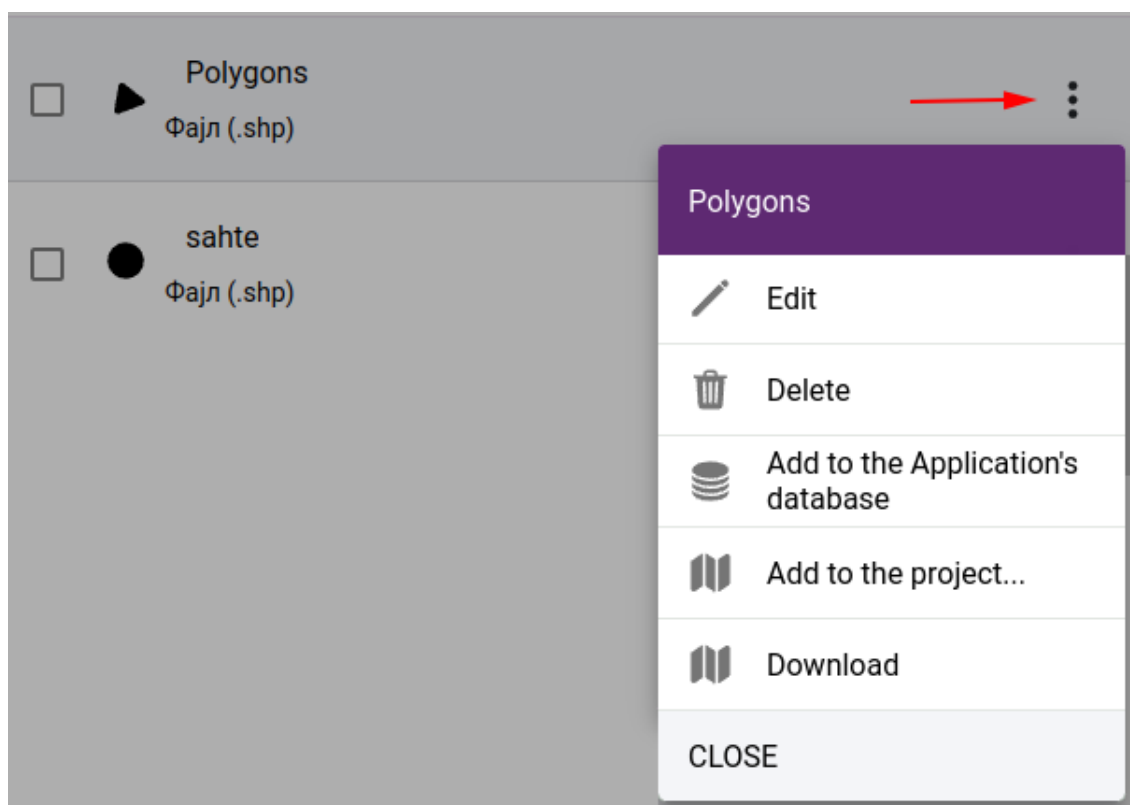 Polygons
Фајл (.shp)
sahte
Фајл (.shp)
Polygons
Edit
Delete
Add to the Application's
database
Add to the project...
Download
CLOSE